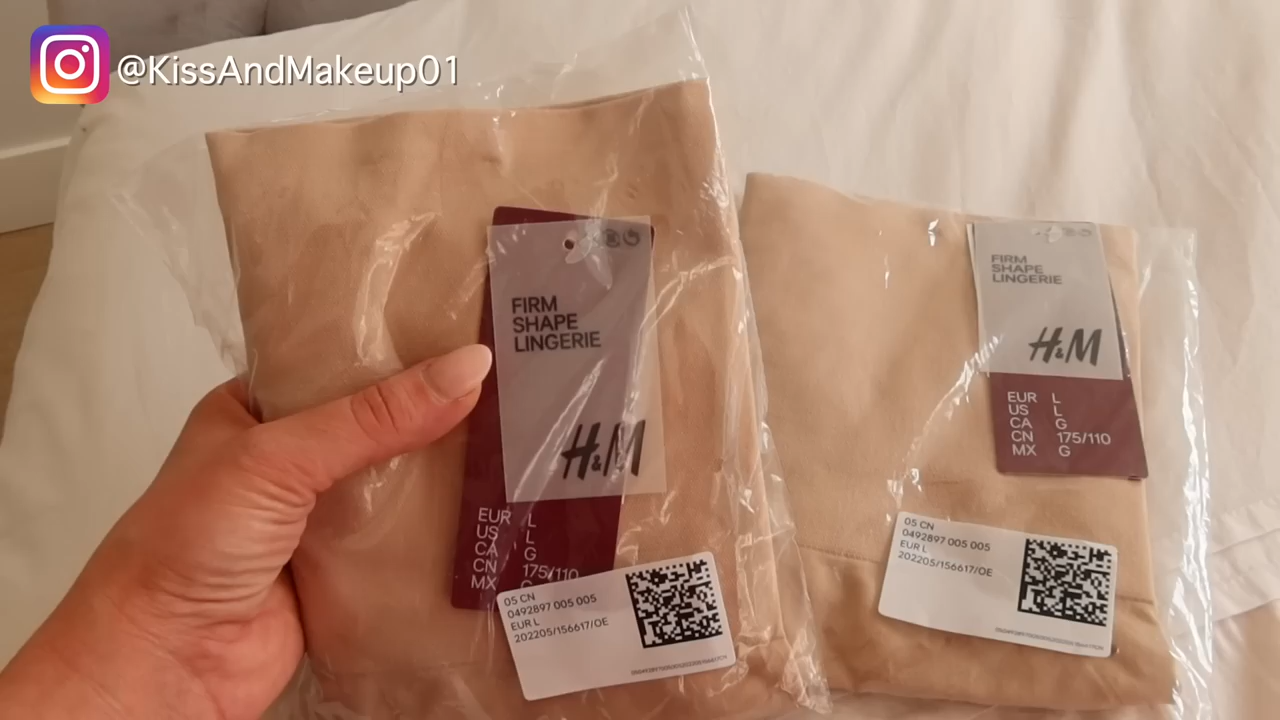 @KissAndMakeup01
FIRM
SHAPE
LINGERIE
H&M
EUR L
US L
CA G
CN 175/110
MX G
05 CN
0492897 005 005
EUR L
202205/156617/OE
FIRM
SHAPE
LINGERIE
H&M
EUR L
US L
CA G
CN 175/110
MX G
05 CN
0492897 005 005
EUR L
202205/156617/OE